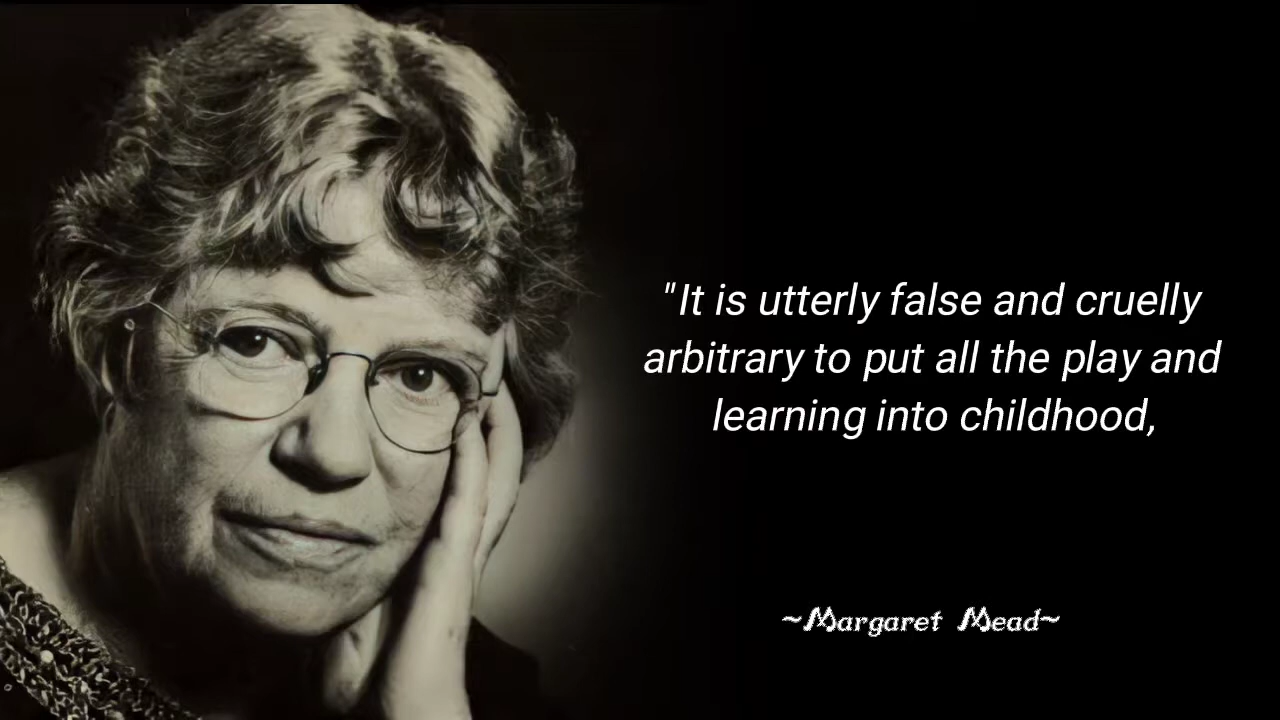 "It is utterly false and cruelly
arbitrary to put all the play and
learning into childhood,
~Margaret Mead~